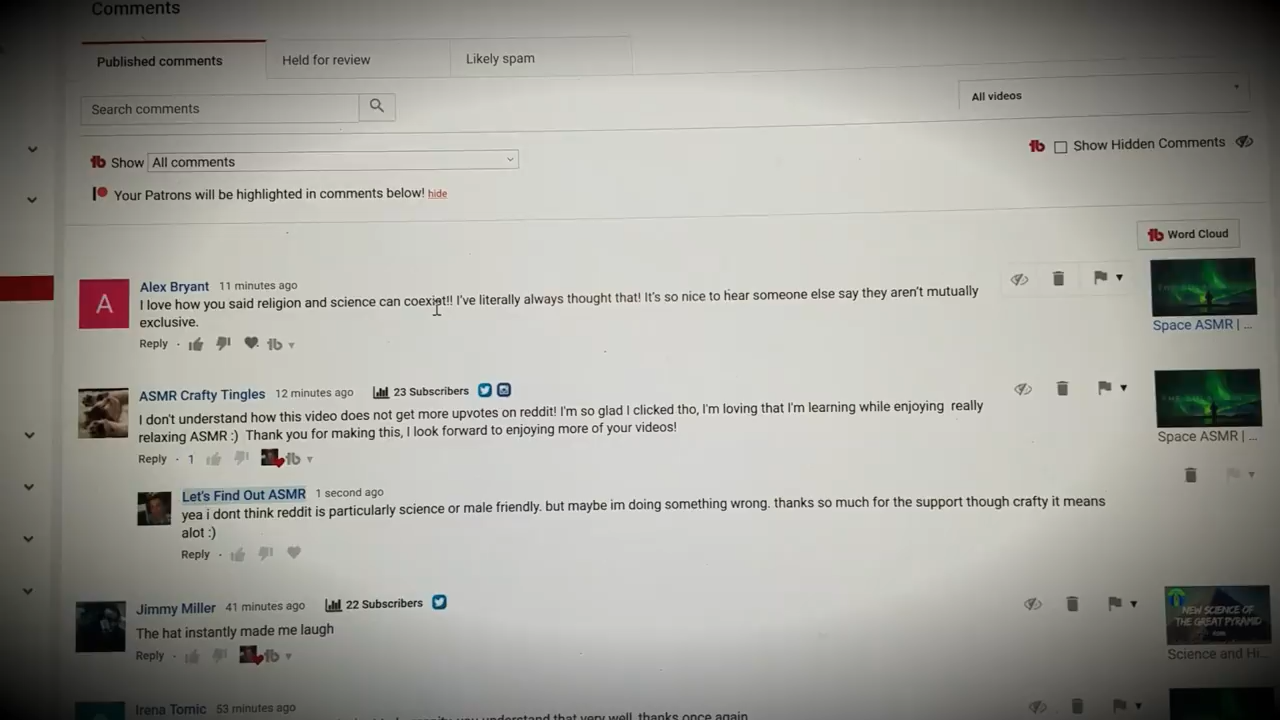 Comments
Published comments
Held for review
Likely spam
Search comments
All videos
Show All comments
Show Hidden Comments
Your Patrons will be highlighted in comments below! hide
Word Cloud
A
Alex Bryant 11 minutes ago
I love how you said religion and science can coexist!! I've literally always thought that! It's so nice to hear someone else say they aren't mutually
exclusive.
Reply
Space ASMR | ...
ASMR Crafty Tingles 12 minutes ago 23 Subscribers
I don't understand how this video does not get more upvotes on reddit! I'm so glad I clicked tho, I'm loving that I'm learning while enjoying really
relaxing ASMR :) Thank you for making this, I look forward to enjoying more of your videos!
Reply · 1
Space ASMR | ...
Let's Find Out ASMR 1 second ago
yea i dont think reddit is particularly science or male friendly. but maybe im doing something wrong. thanks so much for the support though crafty it means
alot :)
Reply
Jimmy Miller 41 minutes ago 22 Subscribers
The hat instantly made me laugh
Reply
NEW SCIENCE OF
THE GREAT PYRAMID
Science and Hi...
Irena Tomic 53 minutes ago
you understand that very well, thanks once again